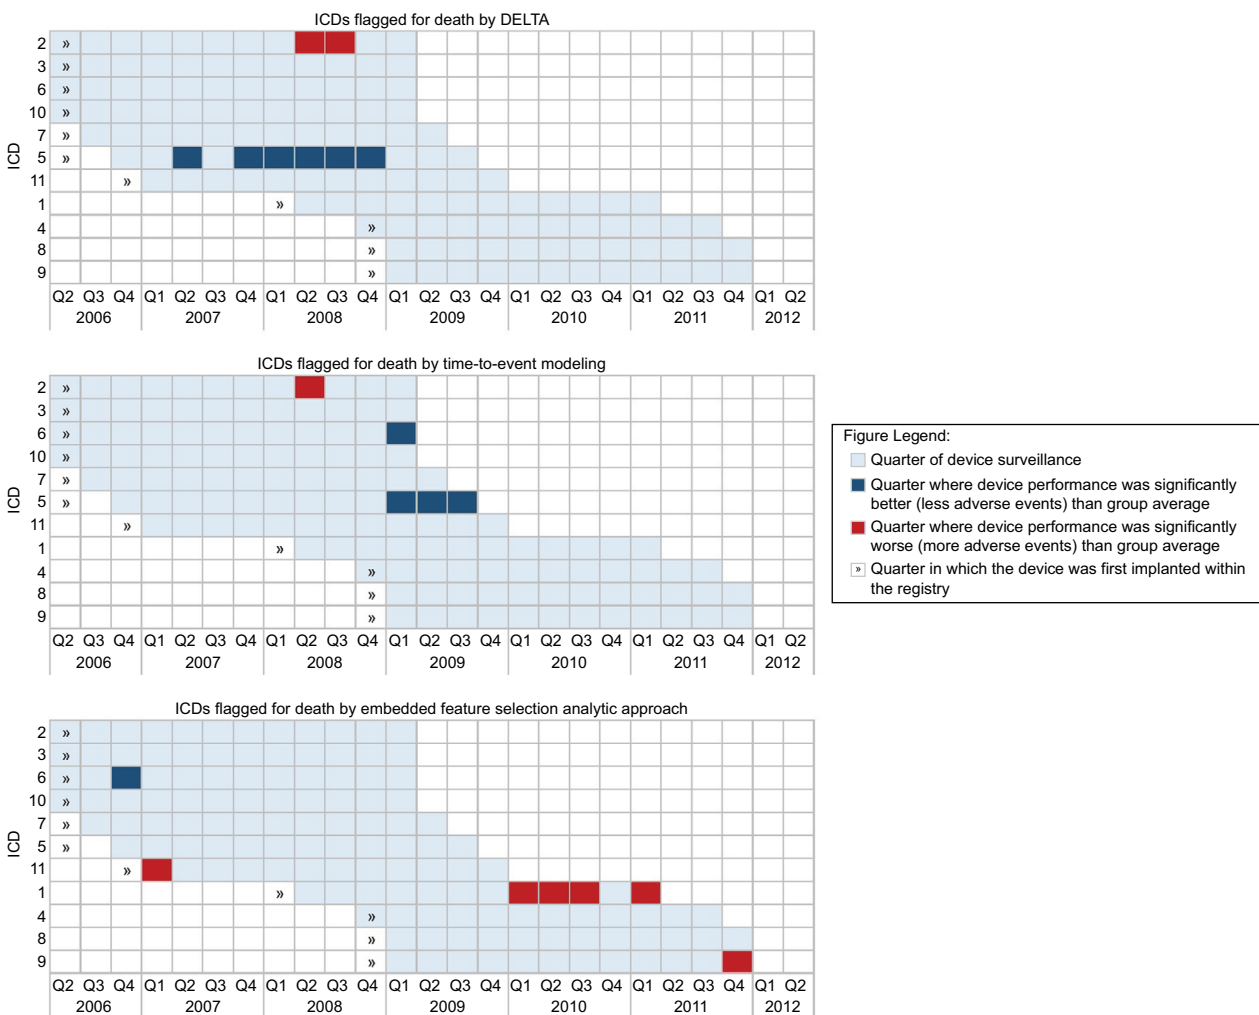 ICDs flagged for death by DELTA
ICD
2 »
3 »
6 »
10 »
7 »
5 »
11 »
1 »
4 »
8 »
9 »
Q2 Q3 Q4 Q1 Q2 Q3 Q4 Q1 Q2 Q3 Q4 Q1 Q2 Q3 Q4 Q1 Q2 Q3 Q4 Q1 Q2 Q3 Q4 Q1 Q2
2006 2007 2008 2009 2010 2011 2012
ICDs flagged for death by time-to-event modeling
ICD
2 »
3 »
6 »
10 »
7 »
5 »
11 »
1 »
4 »
8 »
9 »
Q2 Q3 Q4 Q1 Q2 Q3 Q4 Q1 Q2 Q3 Q4 Q1 Q2 Q3 Q4 Q1 Q2 Q3 Q4 Q1 Q2 Q3 Q4 Q1 Q2
2006 2007 2008 2009 2010 2011 2012
Figure Legend:
Quarter of device surveillance
Quarter where device performance was significantly
better (less adverse events) than group average
Quarter where device performance was significantly
worse (more adverse events) than group average
» Quarter in which the device was first implanted within
the registry
ICDs flagged for death by embedded feature selection analytic approach
ICD
2 »
3 »
6 »
10 »
7 »
5 »
11 »
1 »
4 »
8 »
9 »
Q2 Q3 Q4 Q1 Q2 Q3 Q4 Q1 Q2 Q3 Q4 Q1 Q2 Q3 Q4 Q1 Q2 Q3 Q4 Q1 Q2 Q3 Q4 Q1 Q2
2006 2007 2008 2009 2010 2011 2012